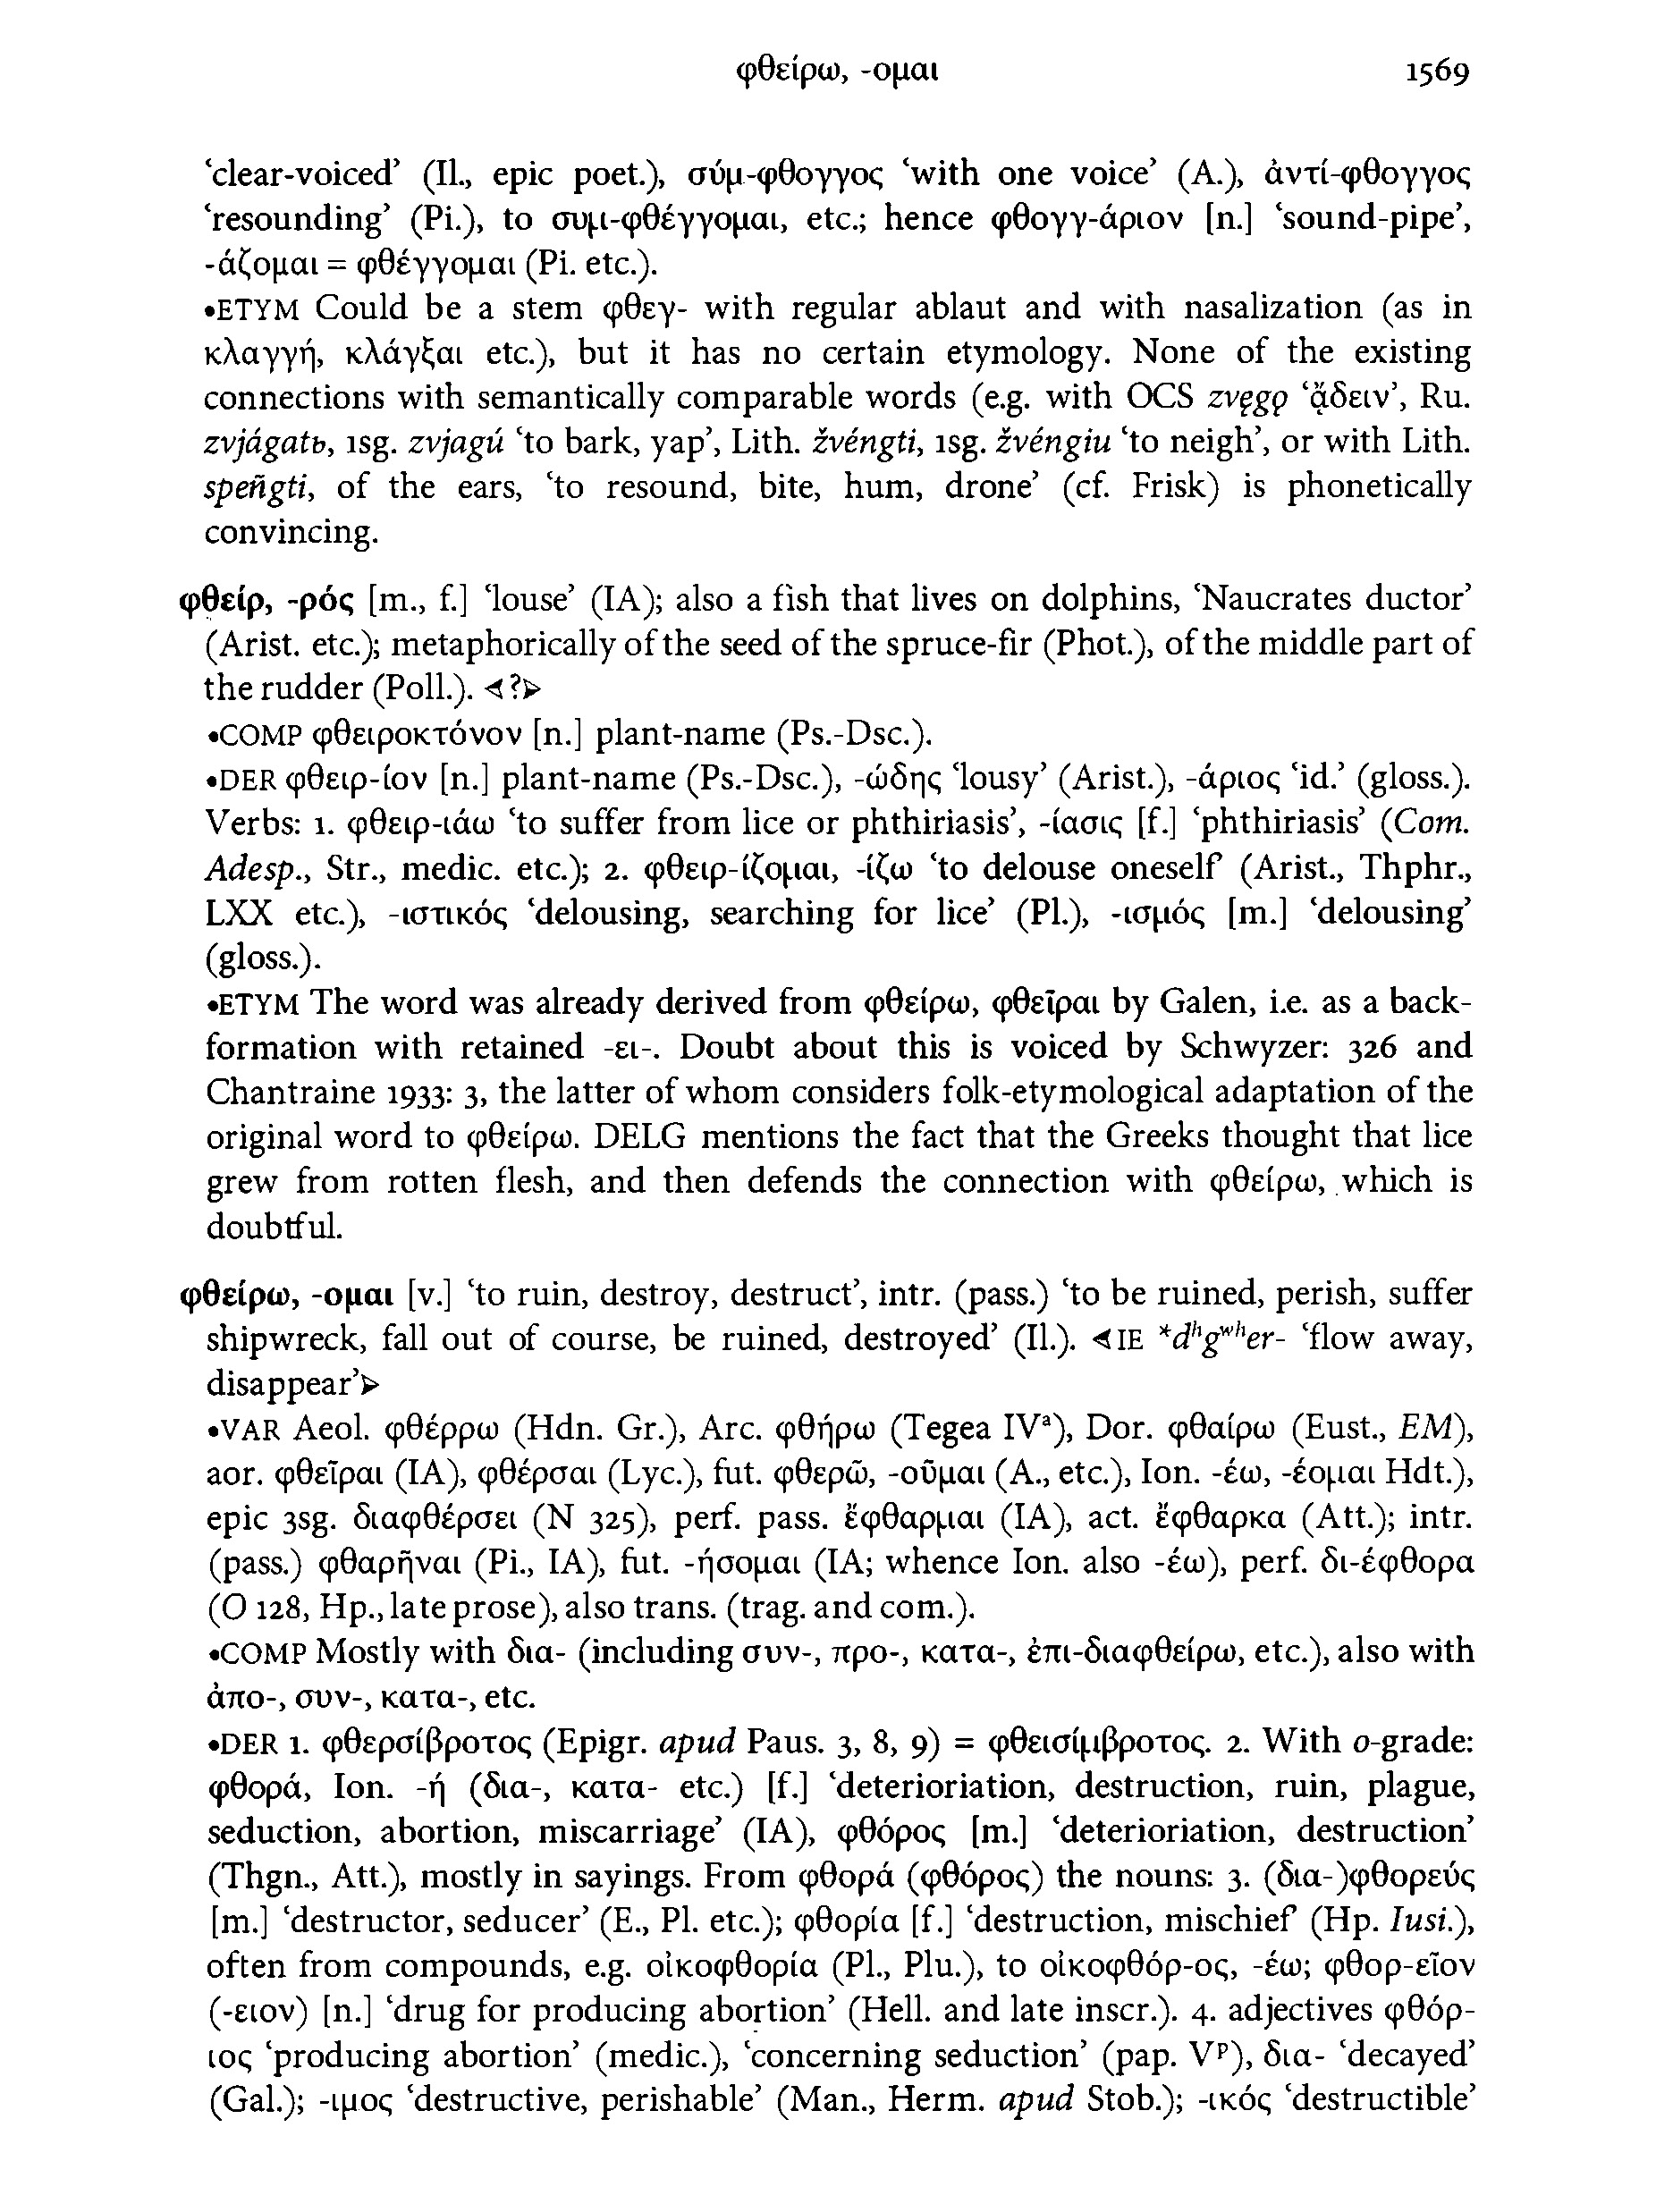 φθείρω, -ομαι 1569
‘clear-voiced’ (Il., epic poet.), σύμ-φθογγος ‘with one voice’ (A.), ἀντί-φθογγος
‘resounding’ (Pi.), to συμ-φθέγγομαι, etc.; hence φθογγ-άριον [n.] ‘sound-pipe’,
-άζομαι = φθέγγομαι (Pi. etc.).
•ETYM Could be a stem φθεγ- with regular ablaut and with nasalization (as in
κλαγγή, κλάγξαι etc.), but it has no certain etymology. None of the existing
connections with semantically comparable words (e.g. with OCS zvęgǫ ‘ᾄδειν’, Ru.
zvjágatь, 1sg. zvjagú ‘to bark, yap’, Lith. žvéngti, 1sg. žvéngiu ‘to neigh’, or with Lith.
speñgti, of the ears, ‘to resound, bite, hum, drone’ (cf. Frisk) is phonetically
convincing.
φθείρ, -ρός [m., f.] ‘louse’ (IA); also a fish that lives on dolphins, ‘Naucrates ductor’
(Arist. etc.); metaphorically of the seed of the spruce-fir (Phot.), of the middle part of
the rudder (Poll.). ⊲?⊳
•COMP φθειροκτόνον [n.] plant-name (Ps.-Dsc.).
•DER φθειρ-ίον [n.] plant-name (Ps.-Dsc.), -ώδης ‘lousy’ (Arist.), -άριος ‘id.’ (gloss.).
Verbs: 1. φθειρ-ιάω ‘to suffer from lice or phthiriasis’, -ίασις [f.] ‘phthiriasis’ (Com.
Adesp., Str., medic. etc.); 2. φθειρ-ίζομαι, -ίζω ‘to delouse oneself’ (Arist., Thphr.,
LXX etc.), -ιστικός ‘delousing, searching for lice’ (Pl.), -ισμός [m.] ‘delousing’
(gloss.).
•ETYM The word was already derived from φθείρω, φθεῖραι by Galen, i.e. as a back-
formation with retained -ει-. Doubt about this is voiced by Schwyzer: 326 and
Chantraine 1933: 3, the latter of whom considers folk-etymological adaptation of the
original word to φθείρω. DELG mentions the fact that the Greeks thought that lice
grew from rotten flesh, and then defends the connection with φθείρω, which is
doubtful.
φθείρω, -ομαι [v.] ‘to ruin, destroy, destruct’, intr. (pass.) ‘to be ruined, perish, suffer
shipwreck, fall out of course, be ruined, destroyed’ (Il.). ⊲IE *dʰgʷʰer- ‘flow away,
disappear’⊳
•VAR Aeol. φθέρρω (Hdn. Gr.), Arc. φθήρω (Tegea IVᵃ), Dor. φθαίρω (Eust., EM),
aor. φθεῖραι (IA), φθέρσαι (Lyc.), fut. φθερῶ, -οῦμαι (A., etc.), Ion. -έω, -έομαι Hdt.),
epic 3sg. διαφθέρσει (N 325), perf. pass. ἔφθαρμαι (IA), act. ἔφθαρκα (Att.); intr.
(pass.) φθαρῆναι (Pi., IA), fut. -ήσομαι (IA; whence Ion. also -έω), perf. δι-έφθορα
(O 128, Hp., late prose), also trans. (trag. and com.).
•COMP Mostly with δια- (including συν-, προ-, κατα-, ἐπι-διαφθείρω, etc.), also with
ἀπο-, συν-, κατα-, etc.
•DER 1. φθερσίβροτος (Epigr. apud Paus. 3, 8, 9) = φθεισίμβροτος. 2. With o-grade:
φθορά, Ion. -ή (δια-, κατα- etc.) [f.] ‘deterioriation, destruction, ruin, plague,
seduction, abortion, miscarriage’ (IA), φθόρος [m.] ‘deterioriation, destruction’
(Thgn., Att.), mostly in sayings. From φθορά (φθόρος) the nouns: 3. (δια-)φθορεύς
[m.] ‘destructor, seducer’ (E., Pl. etc.); φθορία [f.] ‘destruction, mischief’ (Hp. Iusi.),
often from compounds, e.g. οἰκοφθορία (Pl., Plu.), to οἰκοφθόρ-ος, -έω; φθορ-εῖον
(-ειον) [n.] ‘drug for producing abortion’ (Hell. and late inscr.). 4. adjectives φθόρ-
ιος ‘producing abortion’ (medic.), ‘concerning seduction’ (pap. Vᵖ), δια- ‘decayed’
(Gal.); -ιμος ‘destructive, perishable’ (Man., Herm. apud Stob.); -ικός ‘destructible’